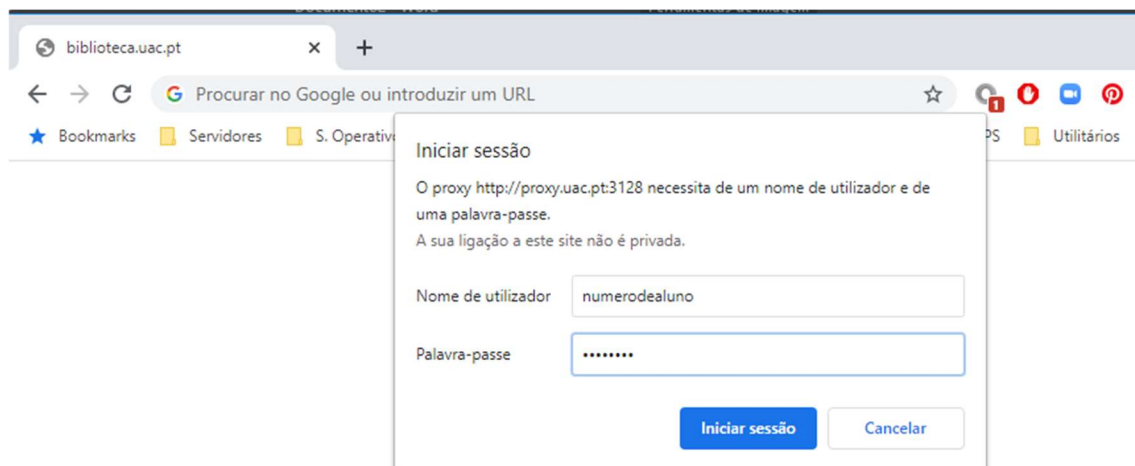 biblioteca.uac.pt
Procurar no Google ou introduzir um URL
1
Bookmarks Servidores S. Operativo PS Utilitários
Iniciar sessão
O proxy http://proxy.uac.pt:3128 necessita de um nome de utilizador e de
uma palavra-passe.
A sua ligação a este site não é privada.
Nome de utilizador numerodealuno
Palavra-passe ••••••••
Iniciar sessão Cancelar